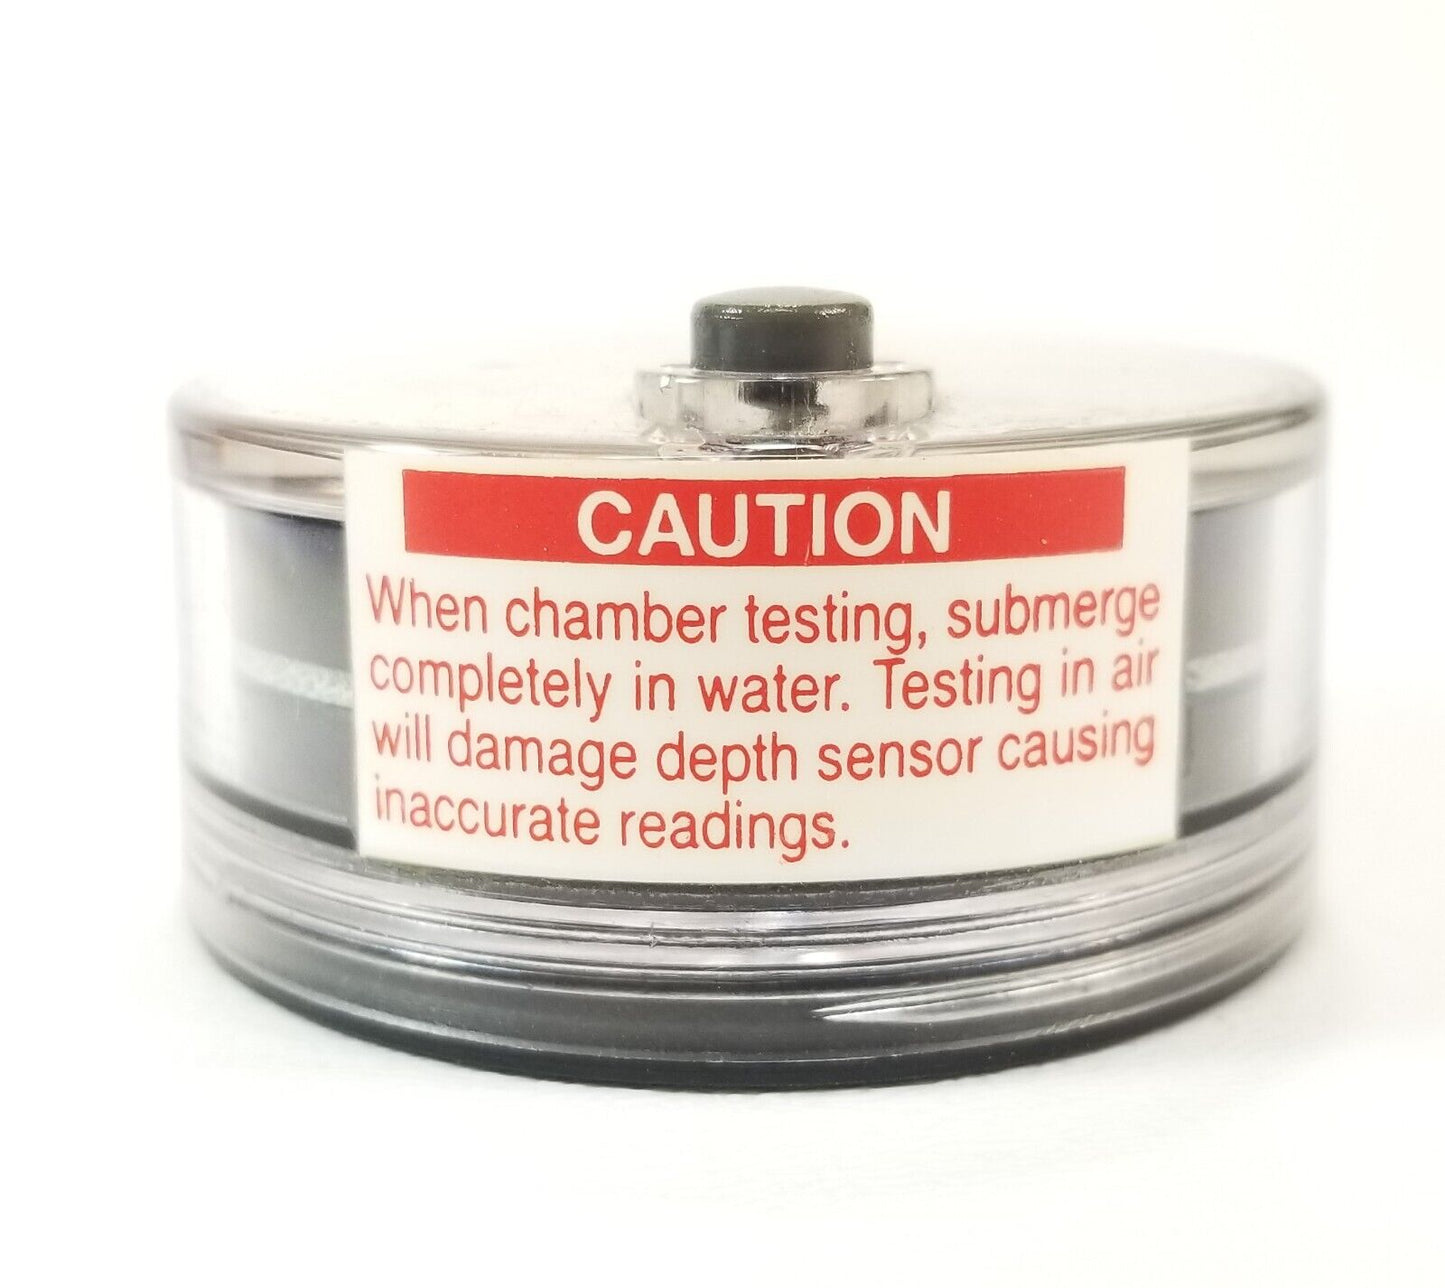 CAUTION
When chamber testing, submerge
completely in water. Testing in air
will damage depth sensor causing
inaccurate readings.